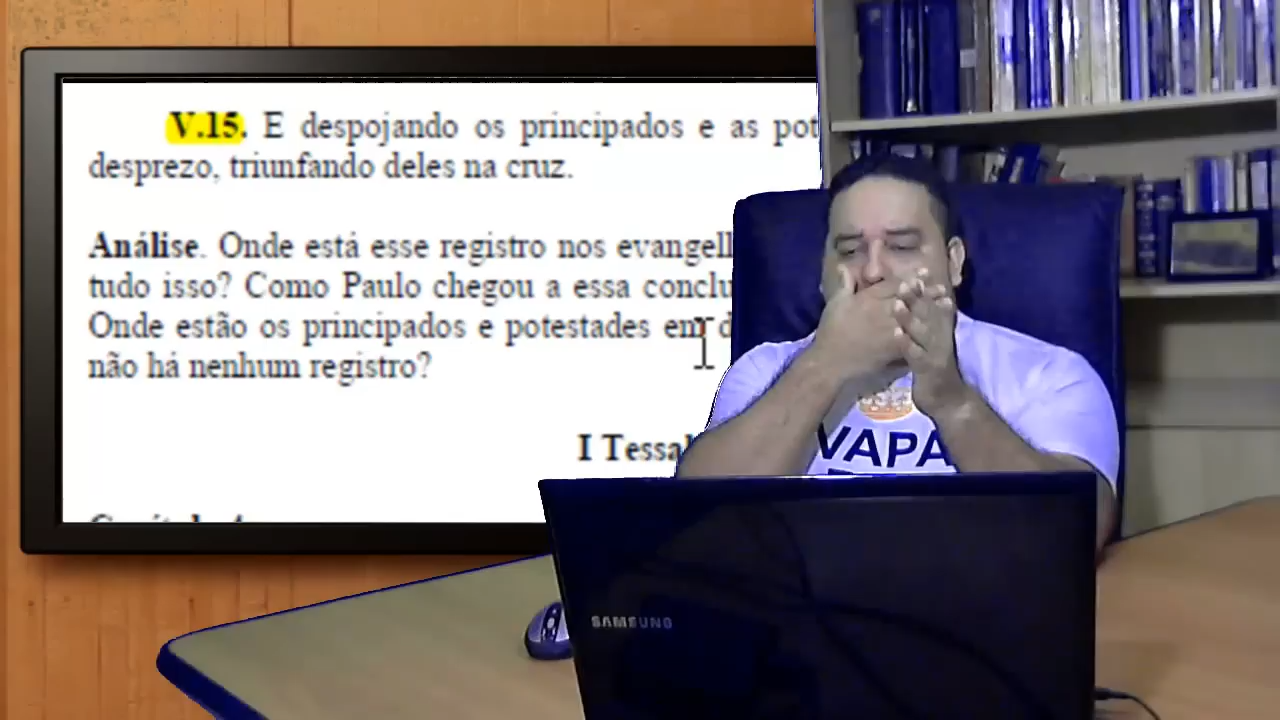 V.15. E despojando os principados e as pot
desprezo, triunfando deles na cruz.
Análise. Onde está esse registro nos evangel
tudo isso? Como Paulo chegou a essa conclu
Onde estão os principados e potestades em d
não há nenhum registro?
I Tessal
VAPA
SAMSUNG